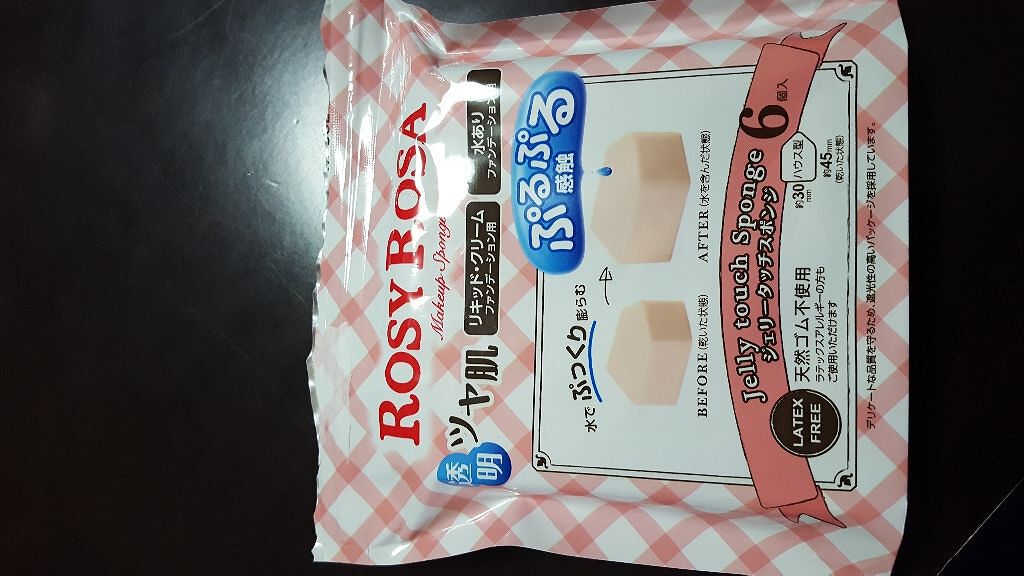 ROSY ROSA
Makeup Sponge
透明
ツヤ肌
リキッド・クリーム
ファンデーション用
水あり
ファンデーション
ぷるぷる
感触
水でぷっくり膨らむ
BEFORE(乾いた状態)
AFTER(水を含んだ状態)
Jelly touch Sponge
ジェリータッチスポンジ
6個入
LATEX
FREE
天然ゴム不使用
ラテックスアレルギーの方も
ご使用いただけます
ハウス型
約30mm
約45mm
(乾いた状態)
デリケートな品質を守るため、遮光性の高いパッケージを採用しています。